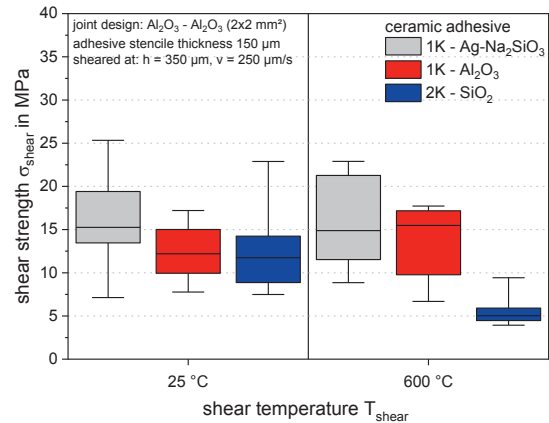 joint design: Al₂O₃ - Al₂O₃ (2x2 mm²)
adhesive stencile thickness 150 µm
sheared at: h = 350 µm, v = 250 µm/s
ceramic adhesive
1K - Ag-Na₂SiO₃
1K - Al₂O₃
2K - SiO₂
shear strength σshear in MPa
40
35
30
25
20
15
10
5
0
25 °C
600 °C
shear temperature Tshear